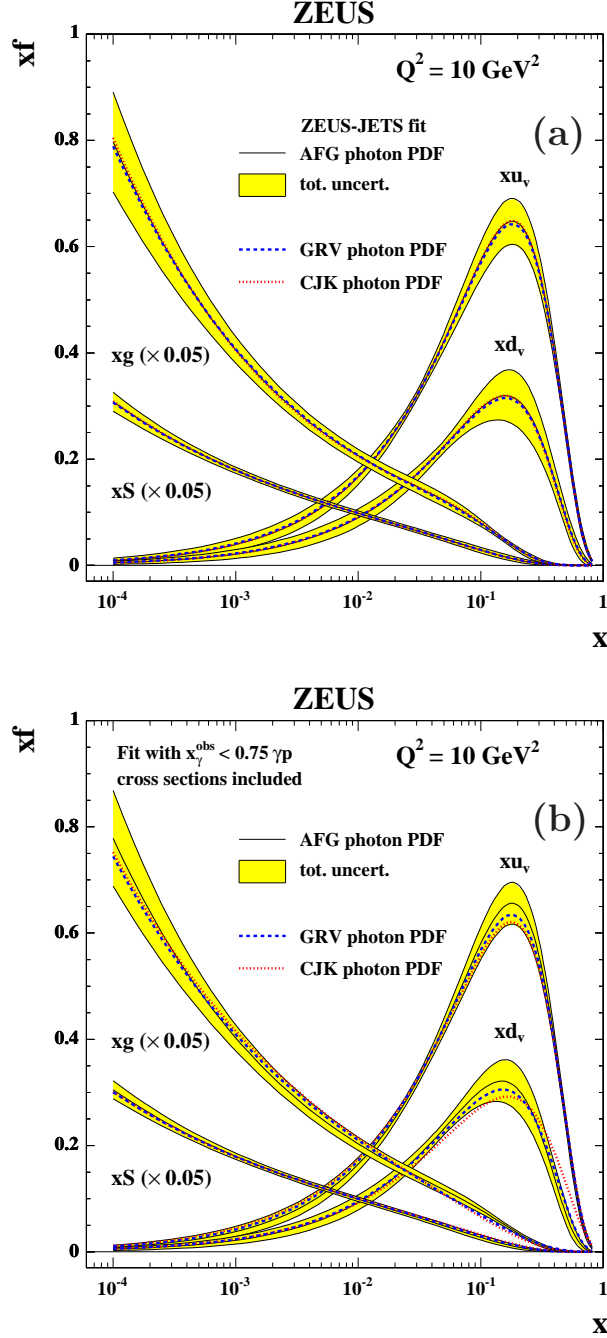 ZEUS
xf
Q² = 10 GeV²
(a)
ZEUS-JETS fit
AFG photon PDF
tot. uncert.
GRV photon PDF
CJK photon PDF
xuᵥ
xdᵥ
xg (× 0.05)
xS (× 0.05)
1
0.8
0.6
0.4
0.2
0
10⁻⁴ 10⁻³ 10⁻² 10⁻¹ 1
x
ZEUS
xf
Fit with x_γ^obs < 0.75 γp
cross sections included
Q² = 10 GeV²
(b)
AFG photon PDF
tot. uncert.
GRV photon PDF
CJK photon PDF
xuᵥ
xdᵥ
xg (× 0.05)
xS (× 0.05)
1
0.8
0.6
0.4
0.2
0
10⁻⁴ 10⁻³ 10⁻² 10⁻¹ 1
x